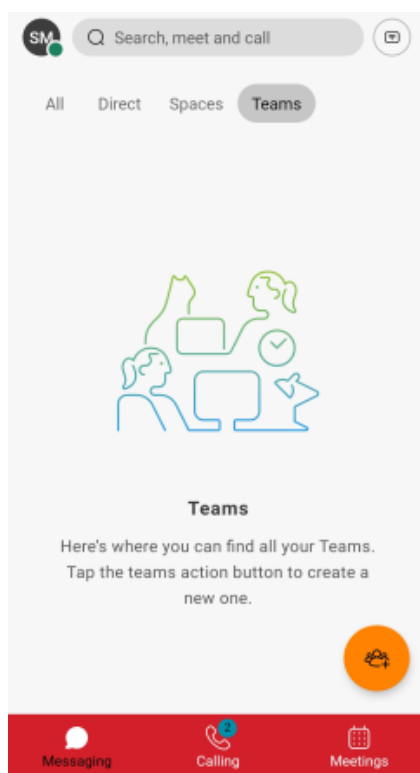 SM
Search, meet and call
All Direct Spaces Teams
Teams
Here's where you can find all your Teams.
Tap the teams action button to create a
new one.
2
Messaging Calling Meetings